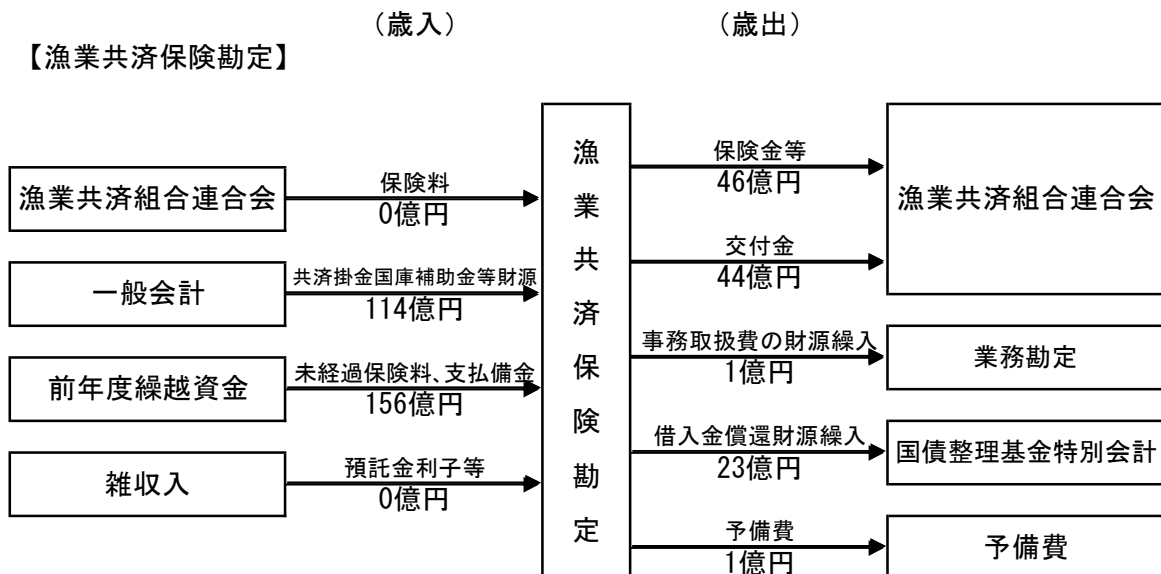 （歳入）
（歳出）
【漁業共済保険勘定】
漁業共済組合連合会
保険料
0億円
一般会計
共済掛金国庫補助金等財源
114億円
前年度繰越資金
未経過保険料、支払備金
156億円
雑収入
預託金利子等
0億円
漁業共済保険勘定
保険金等
46億円
交付金
44億円
漁業共済組合連合会
事務取扱費の財源繰入
1億円
業務勘定
借入金償還財源繰入
23億円
国債整理基金特別会計
予備費
1億円
予備費